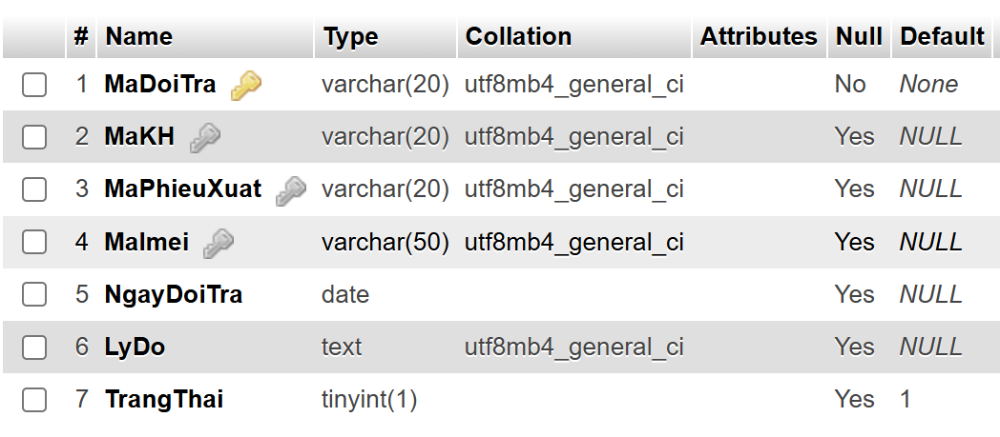 # Name Type Collation Attributes Null Default
1 MaDoiTra varchar(20) utf8mb4_general_ci No None
2 MaKH varchar(20) utf8mb4_general_ci Yes NULL
3 MaPhieuXuat varchar(20) utf8mb4_general_ci Yes NULL
4 MaImei varchar(50) utf8mb4_general_ci Yes NULL
5 NgayDoiTra date Yes NULL
6 LyDo text utf8mb4_general_ci Yes NULL
7 TrangThai tinyint(1) Yes 1